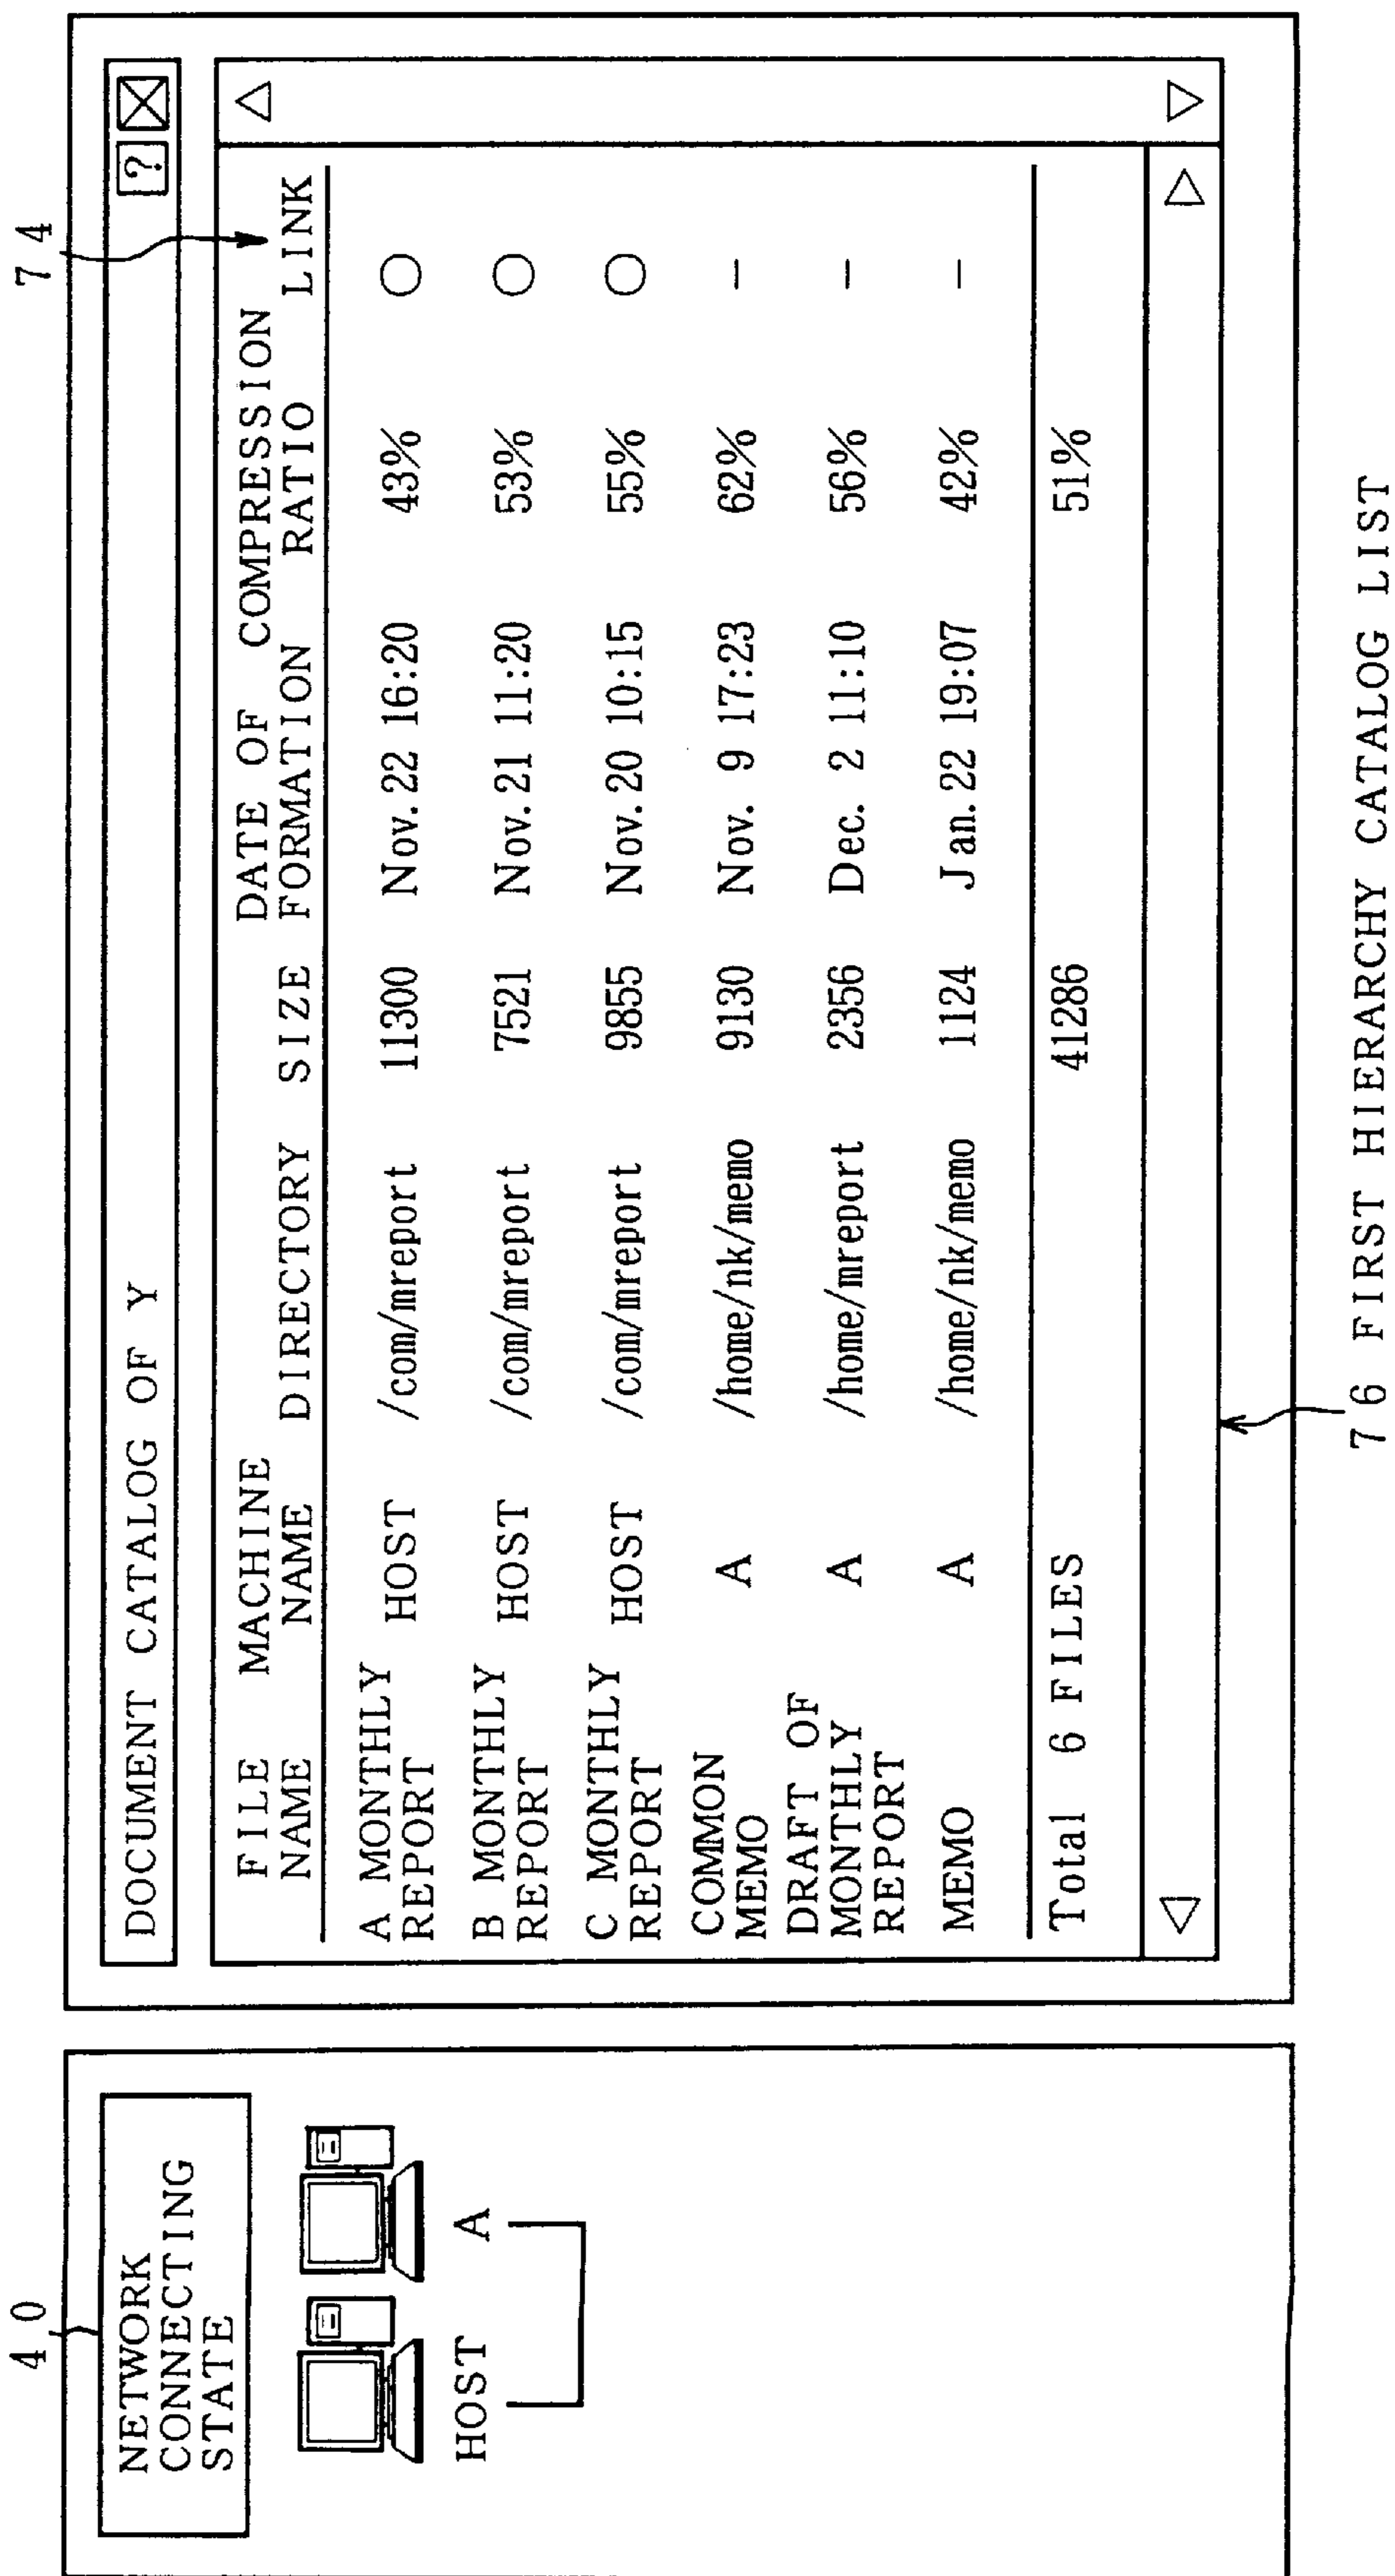 40
NETWORK
CONNECTING
STATE
HOST A
74
DOCUMENT CATALOG OF Y ?
FILE MACHINE DATE OF COMPRESSION
NAME NAME DIRECTORY SIZE FORMATION RATIO LINK
A MONTHLY
REPORT HOST /com/mreport 11300 Nov. 22 16:20 43% ○
B MONTHLY
REPORT HOST /com/mreport 7521 Nov. 21 11:20 53% ○
C MONTHLY
REPORT HOST /com/mreport 9855 Nov. 20 10:15 55% ○
COMMON
MEMO A /home/nk/memo 9130 Nov. 9 17:23 62% –
DRAFT OF
MONTHLY A /home/mreport 2356 Dec. 2 11:10 56% –
REPORT
MEMO A /home/nk/memo 1124 Jan. 22 19:07 42% –
Total 6 FILES 41286 51%
76 FIRST HIERARCHY CATALOG LIST